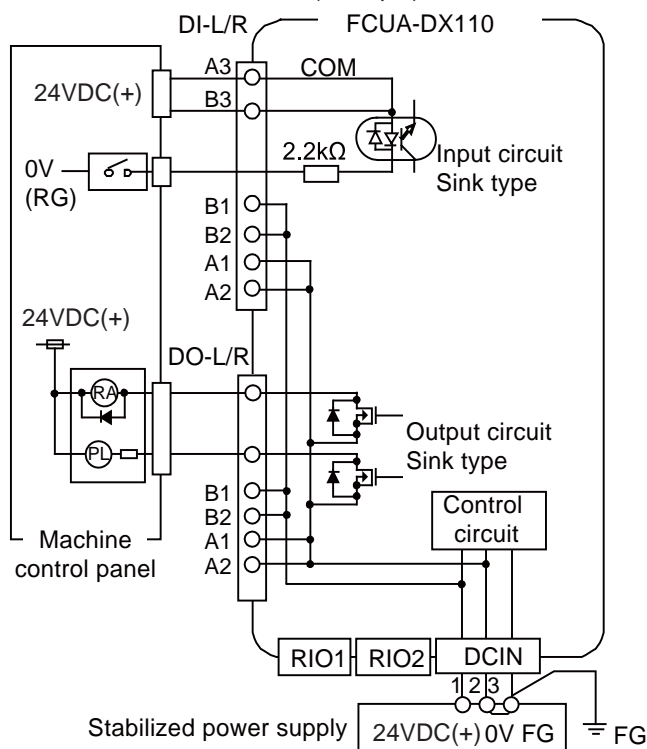 DI-L/R
FCUA-DX110
A3
COM
24VDC(+)
B3
2.2kΩ
Input circuit
Sink type
0V
(RG)
B1
B2
A1
A2
24VDC(+)
DO-L/R
RA
PL
Output circuit
Sink type
B1
B2
A1
A2
Control
circuit
Machine
control panel
RIO1
RIO2
DCIN
1 2 3
Stabilized power supply
24VDC(+) 0V FG
FG